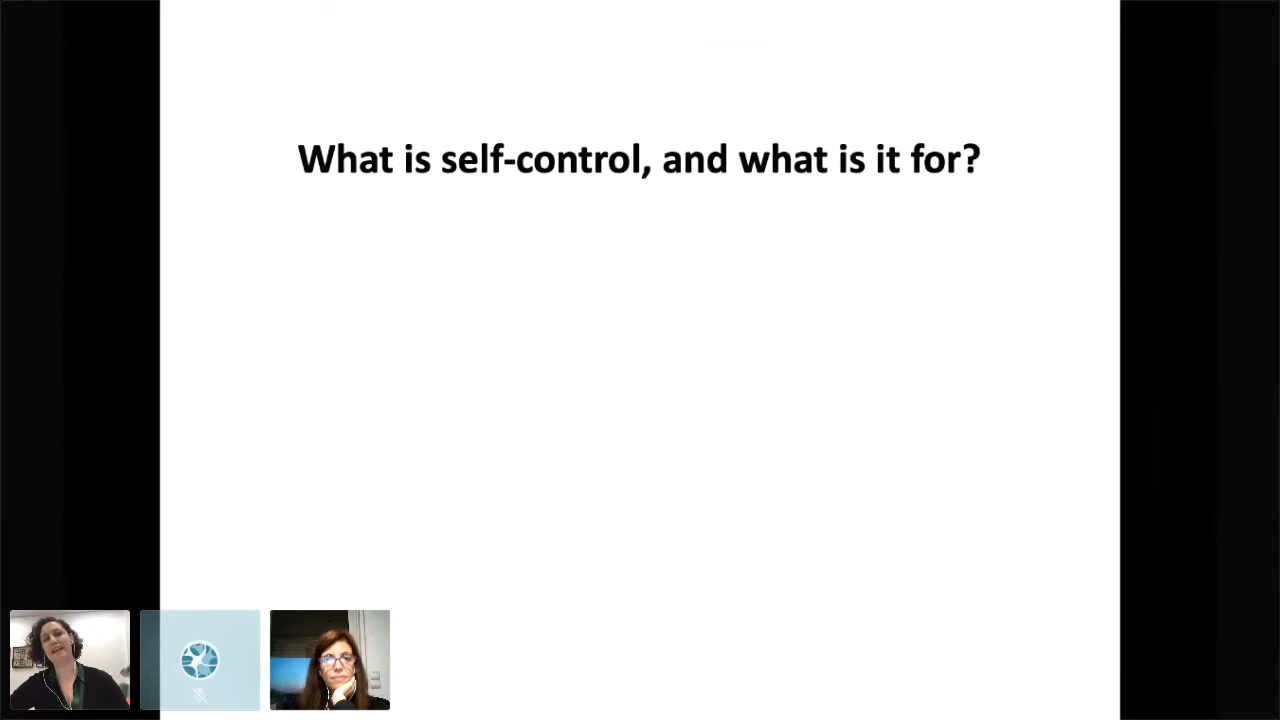 What is self-control, and what is it for?